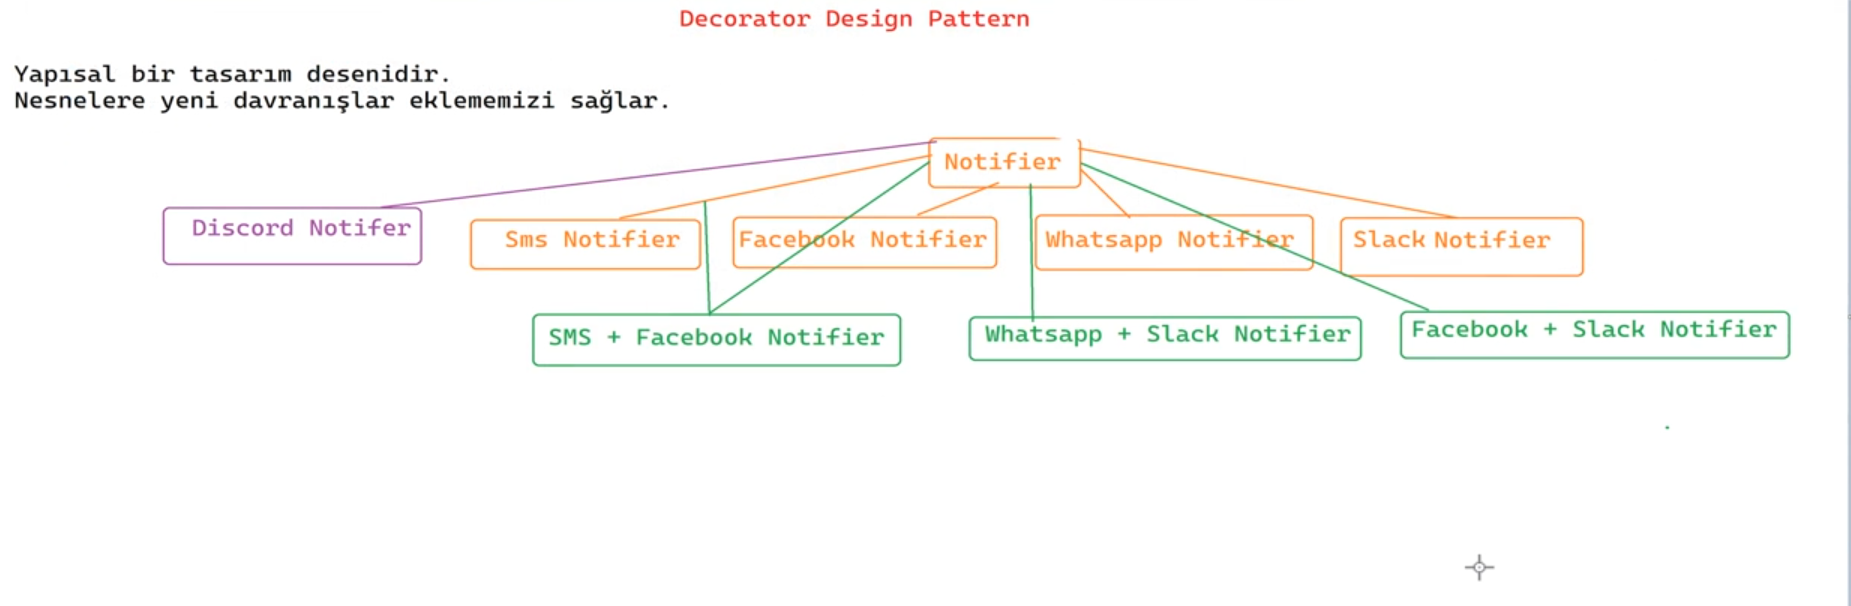 Decorator Design Pattern
Yapısal bir tasarım desenidir.
Nesnelere yeni davranışlar eklememizi sağlar.
Notifier
Discord Notifer
Sms Notifier
Facebook Notifier
Whatsapp Notifier
Slack Notifier
SMS + Facebook Notifier
Whatsapp + Slack Notifier
Facebook + Slack Notifier